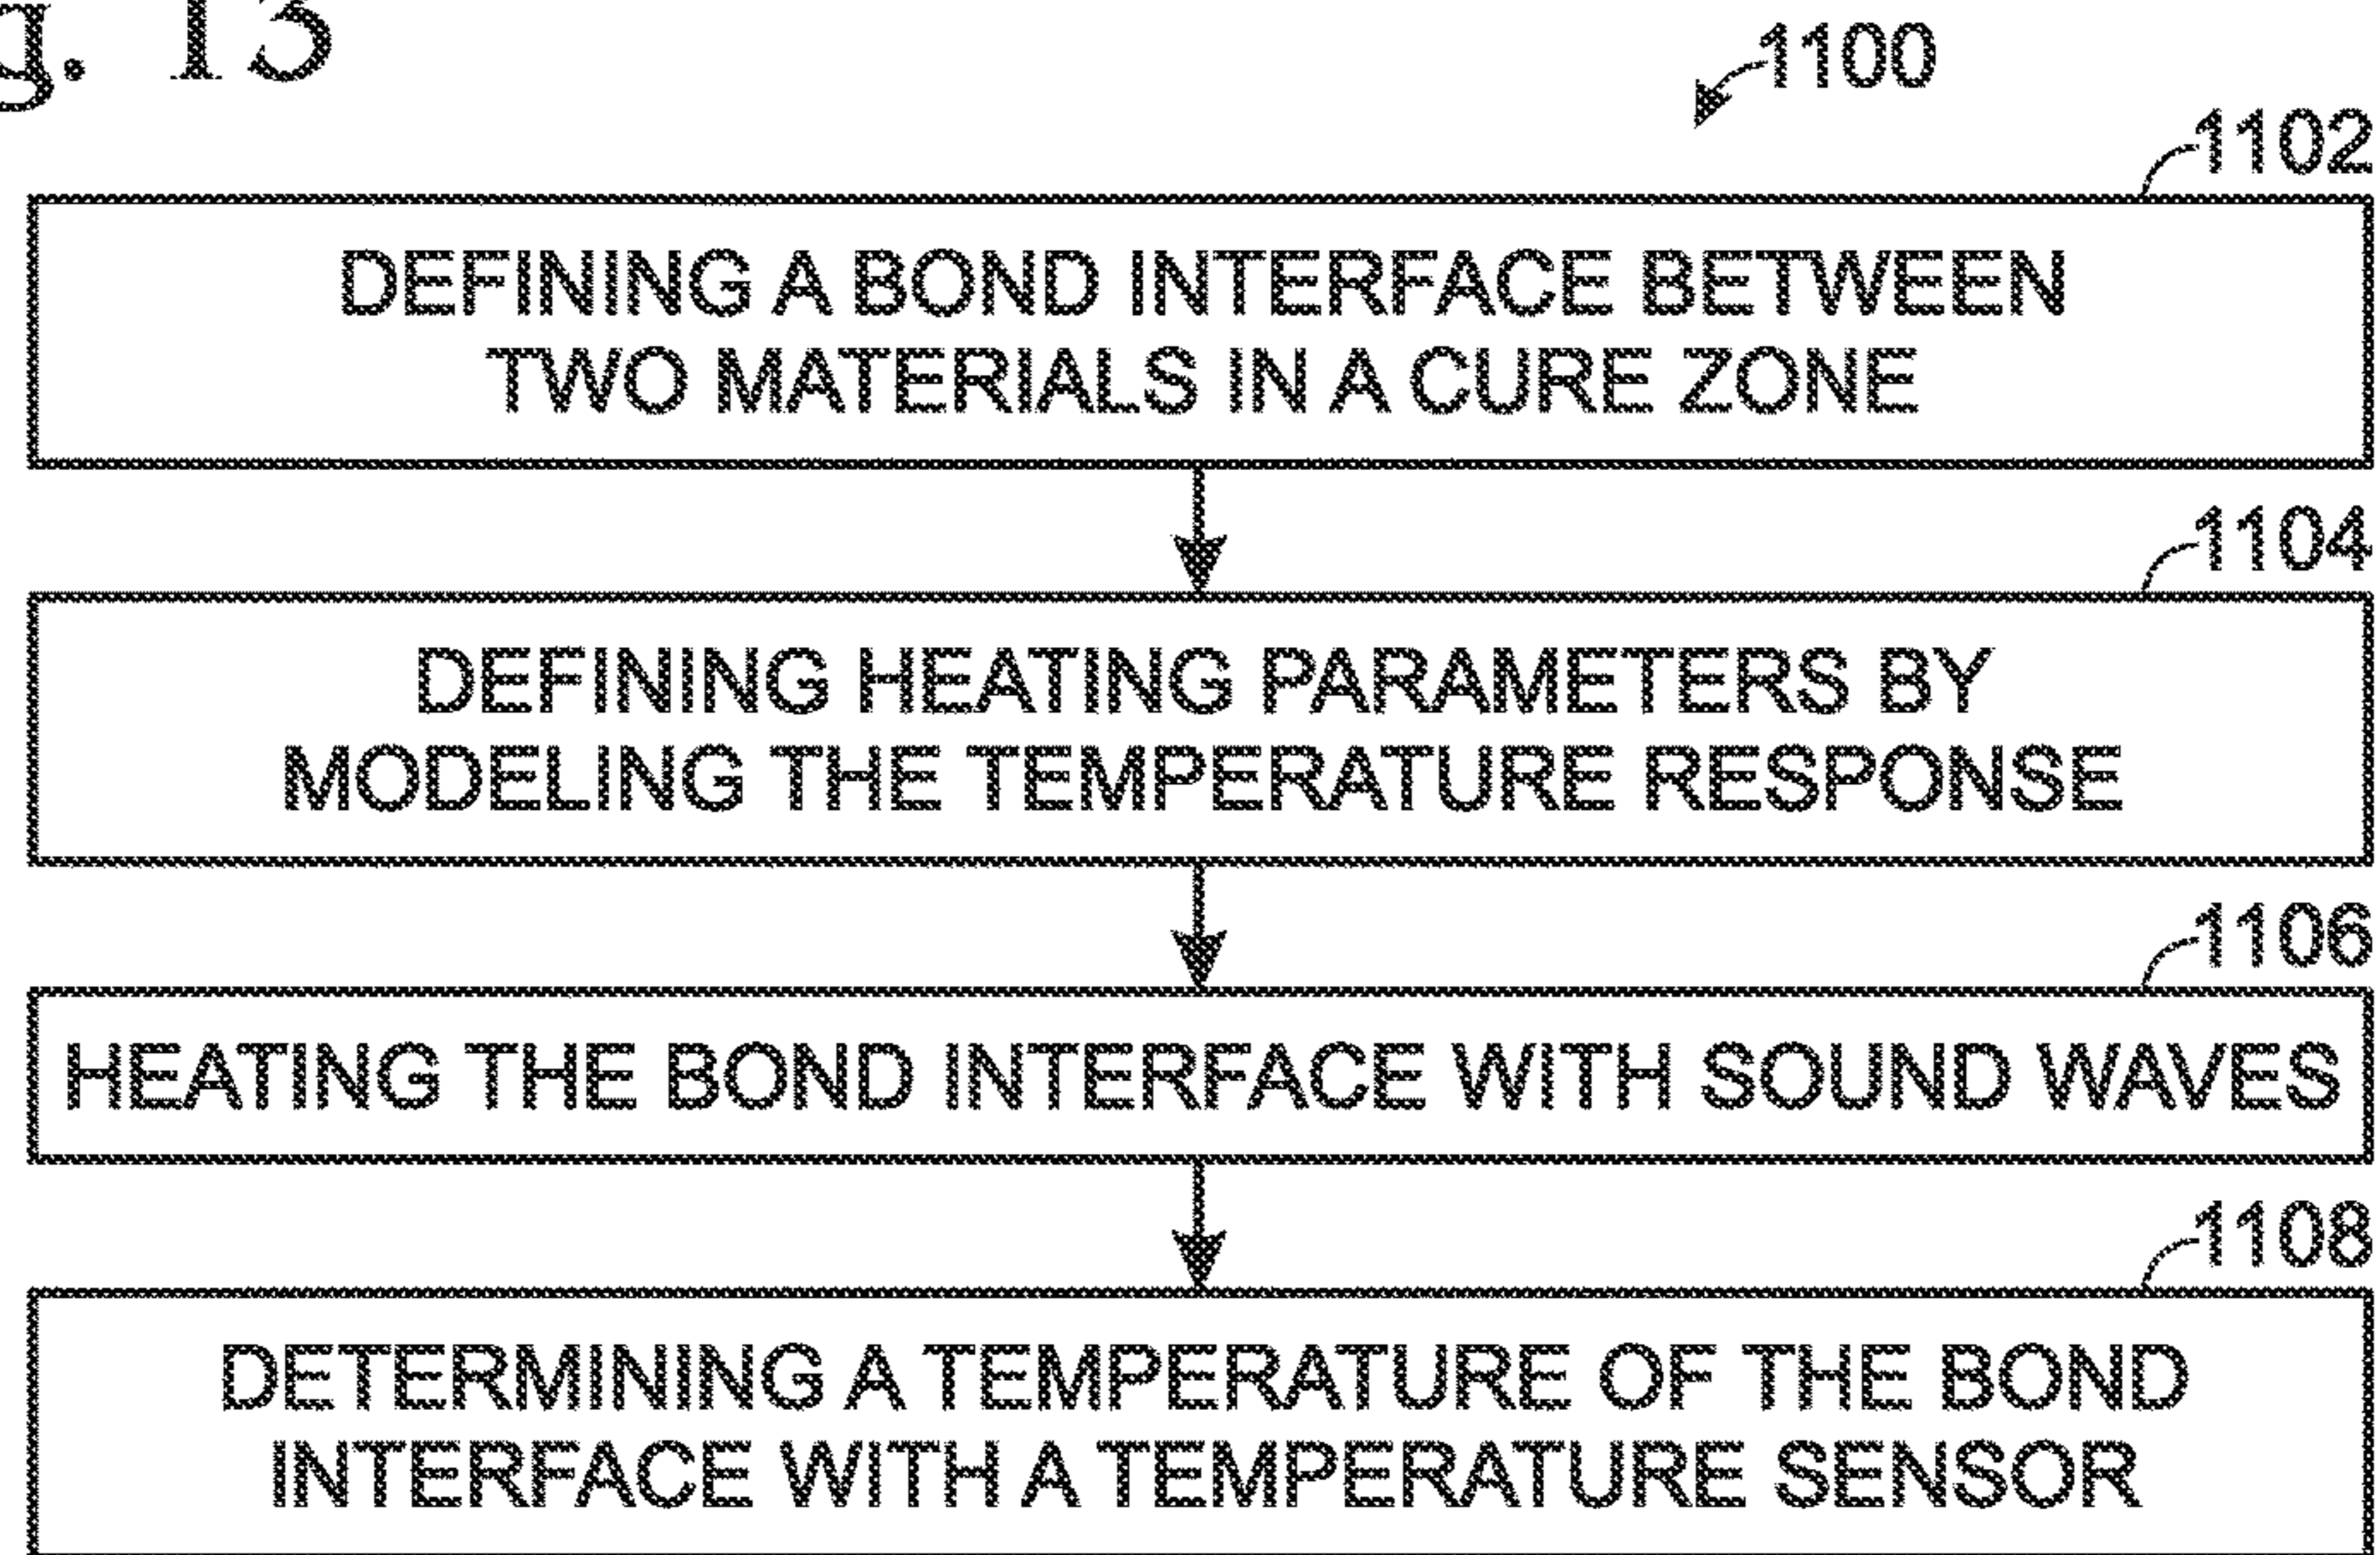 g. 13
1100
1102
DEFINING A BOND INTERFACE BETWEEN
TWO MATERIALS IN A CURE ZONE
1104
DEFINING HEATING PARAMETERS BY
MODELING THE TEMPERATURE RESPONSE
1106
HEATING THE BOND INTERFACE WITH SOUND WAVES
1108
DETERMINING A TEMPERATURE OF THE BOND
INTERFACE WITH A TEMPERATURE SENSOR